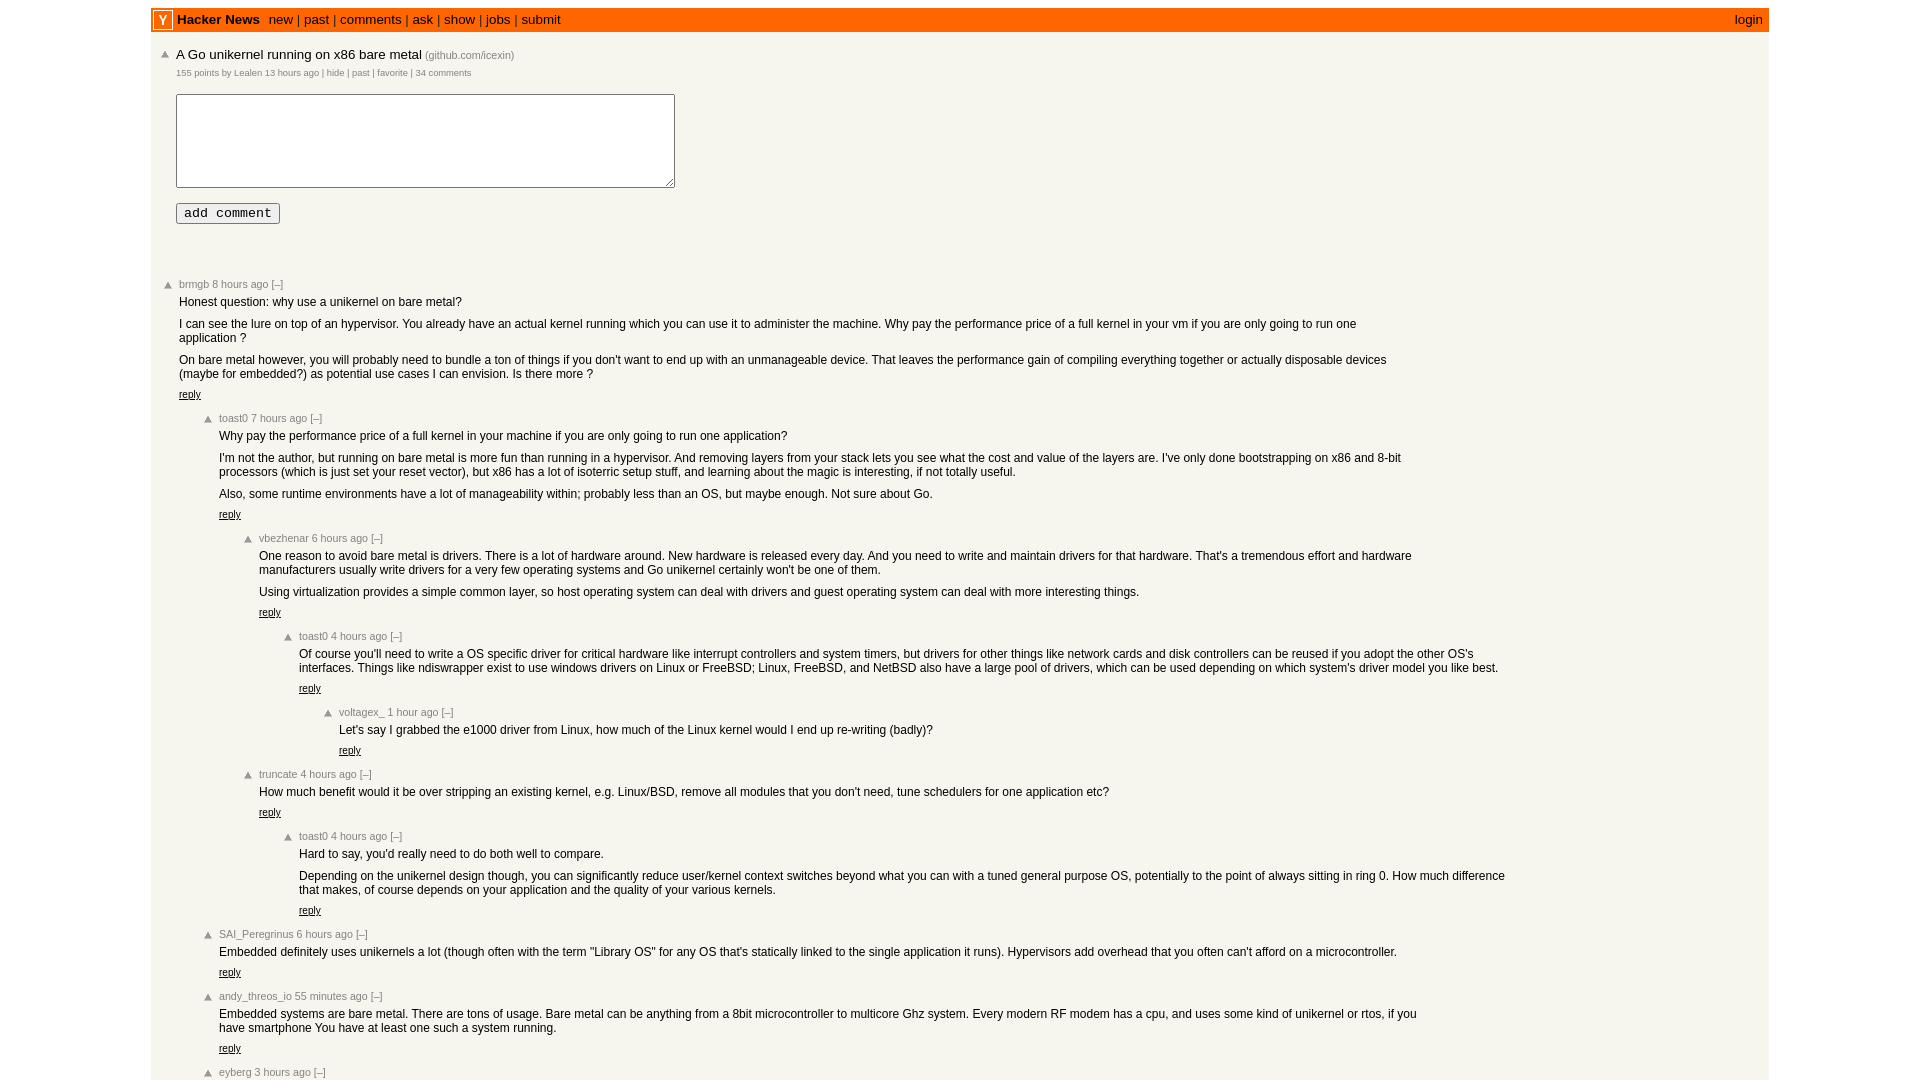 Y Hacker News new | past | comments | ask | show | jobs | submit login
A Go unikernel running on x86 bare metal (github.com/icexin)
155 points by Lealen 13 hours ago | hide | past | favorite | 34 comments
add comment
brmgb 8 hours ago [–]
Honest question: why use a unikernel on bare metal?
I can see the lure on top of an hypervisor. You already have an actual kernel running which you can use it to administer the machine. Why pay the performance price of a full kernel in your vm if you are only going to run one
application ?
On bare metal however, you will probably need to bundle a ton of things if you don't want to end up with an unmanageable device. That leaves the performance gain of compiling everything together or actually disposable devices
(maybe for embedded?) as potential use cases I can envision. Is there more ?
reply
toast0 7 hours ago [–]
Why pay the performance price of a full kernel in your machine if you are only going to run one application?
I'm not the author, but running on bare metal is more fun than running in a hypervisor. And removing layers from your stack lets you see what the cost and value of the layers are. I've only done bootstrapping on x86 and 8-bit
processors (which is just set your reset vector), but x86 has a lot of isoterric setup stuff, and learning about the magic is interesting, if not totally useful.
Also, some runtime environments have a lot of manageability within; probably less than an OS, but maybe enough. Not sure about Go.
reply
vbezhenar 6 hours ago [–]
One reason to avoid bare metal is drivers. There is a lot of hardware around. New hardware is released every day. And you need to write and maintain drivers for that hardware. That's a tremendous effort and hardware
manufacturers usually write drivers for a very few operating systems and Go unikernel certainly won't be one of them.
Using virtualization provides a simple common layer, so host operating system can deal with drivers and guest operating system can deal with more interesting things.
reply
toast0 4 hours ago [–]
Of course you'll need to write a OS specific driver for critical hardware like interrupt controllers and system timers, but drivers for other things like network cards and disk controllers can be reused if you adopt the other OS's
interfaces. Things like ndiswrapper exist to use windows drivers on Linux or FreeBSD; Linux, FreeBSD, and NetBSD also have a large pool of drivers, which can be used depending on which system's driver model you like best.
reply
voltagex_ 1 hour ago [–]
Let's say I grabbed the e1000 driver from Linux, how much of the Linux kernel would I end up re-writing (badly)?
reply
truncate 4 hours ago [–]
How much benefit would it be over stripping an existing kernel, e.g. Linux/BSD, remove all modules that you don't need, tune schedulers for one application etc?
reply
toast0 4 hours ago [–]
Hard to say, you'd really need to do both well to compare.
Depending on the unikernel design though, you can significantly reduce user/kernel context switches beyond what you can with a tuned general purpose OS, potentially to the point of always sitting in ring 0. How much difference
that makes, of course depends on your application and the quality of your various kernels.
reply
SAI_Peregrinus 6 hours ago [–]
Embedded definitely uses unikernels a lot (though often with the term "Library OS" for any OS that's statically linked to the single application it runs). Hypervisors add overhead that you often can't afford on a microcontroller.
reply
andy_threos_io 55 minutes ago [–]
Embedded systems are bare metal. There are tons of usage. Bare metal can be anything from a 8bit microcontroller to multicore Ghz system. Every modern RF modem has a cpu, and uses some kind of unikernel or rtos, if you
have smartphone You have at least one such a system running.
reply
eyberg 3 hours ago [–]